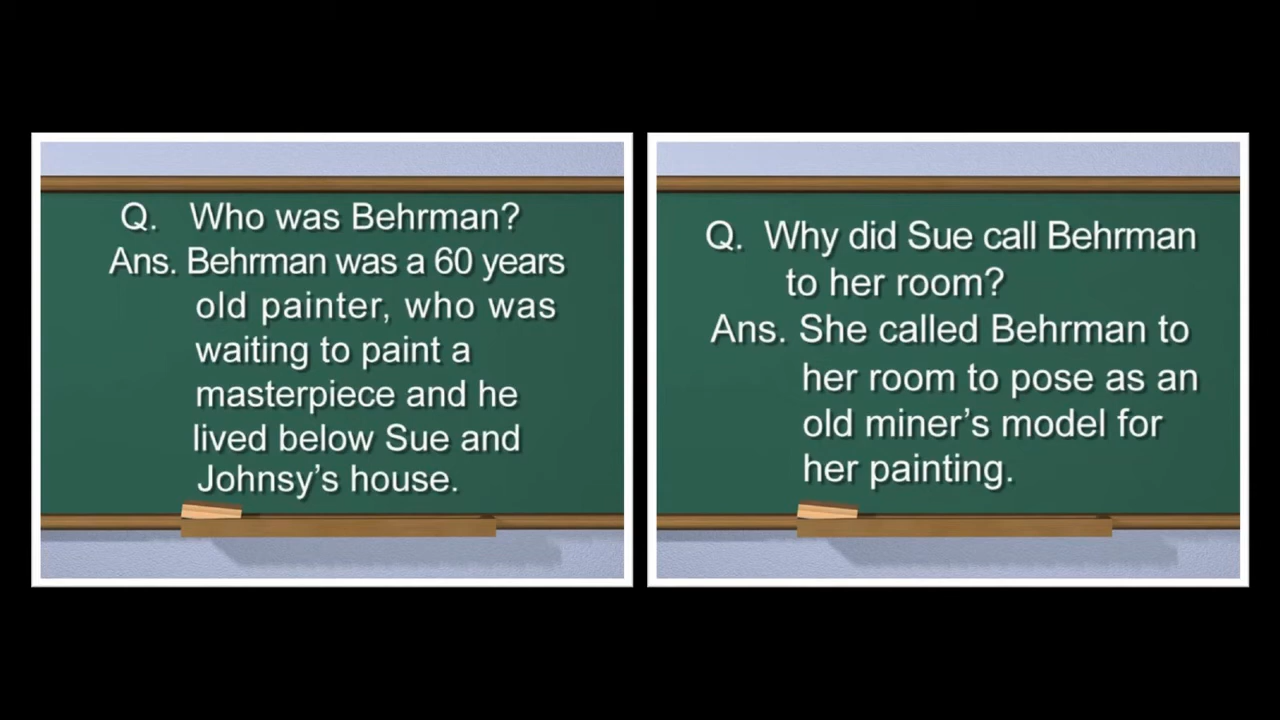 Q. Who was Behrman?
Ans. Behrman was a 60 years
old painter, who was
waiting to paint a
masterpiece and he
lived below Sue and
Johnsy’s house.
Q. Why did Sue call Behrman
to her room?
Ans. She called Behrman to
her room to pose as an
old miner’s model for
her painting.